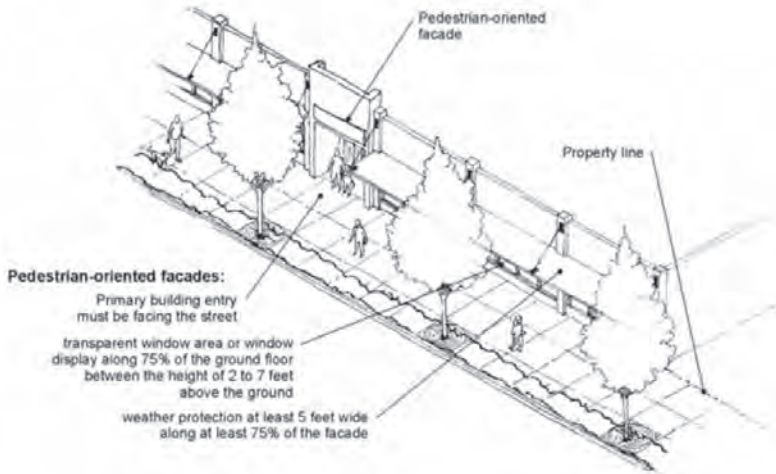 Pedestrian-oriented
facade
Property line
Pedestrian-oriented facades:
Primary building entry
must be facing the street
transparent window area or window
display along 75% of the ground floor
between the height of 2 to 7 feet
above the ground
weather protection at least 5 feet wide
along at least 75% of the facade